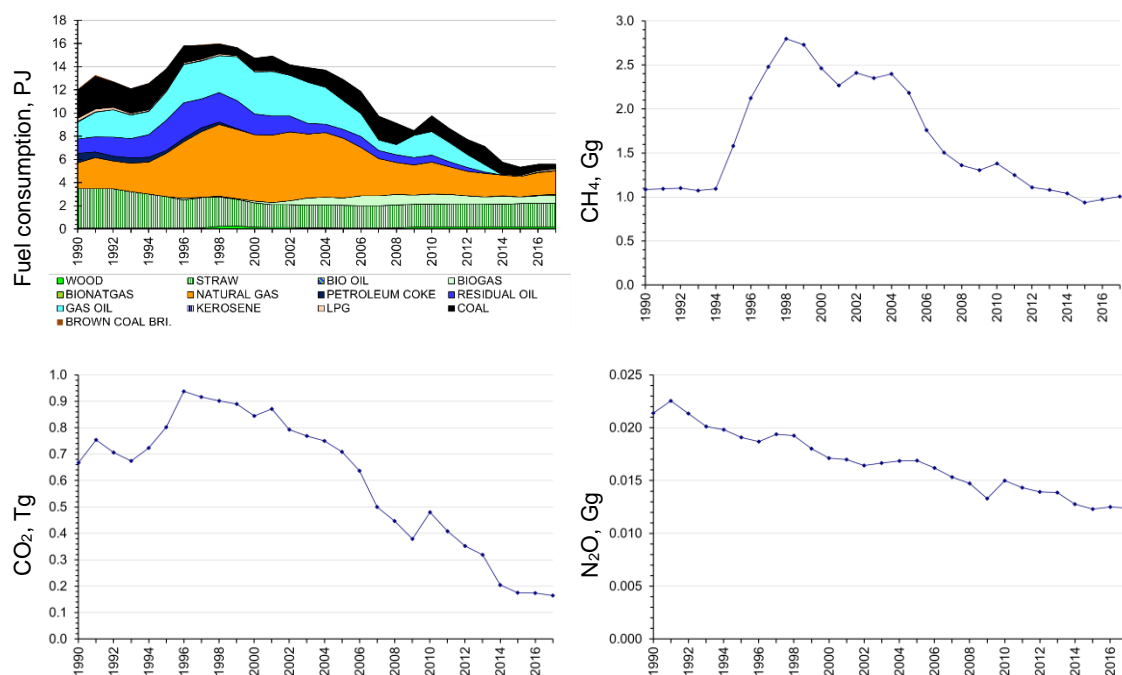 Fuel consumption, PJ
18
16
14
12
10
8
6
4
2
0
1990 1992 1994 1996 1998 2000 2002 2004 2006 2008 2010 2012 2014 2016
WOOD STRAW BIO OIL BIOGAS
BIONATGAS NATURAL GAS PETROLEUM COKE RESIDUAL OIL
GAS OIL KEROSENE LPG COAL
BROWN COAL BRI.
CH₄, Gg
3.0
2.5
2.0
1.5
1.0
0.5
0.0
1990 1992 1994 1996 1998 2000 2002 2004 2006 2008 2010 2012 2014 2016
CO₂, Tg
1.0
0.9
0.8
0.7
0.6
0.5
0.4
0.3
0.2
0.1
0.0
1990 1992 1994 1996 1998 2000 2002 2004 2006 2008 2010 2012 2014 2016
N₂O, Gg
0.025
0.020
0.015
0.010
0.005
0.000
1990 1992 1994 1996 1998 2000 2002 2004 2006 2008 2010 2012 2014 2016